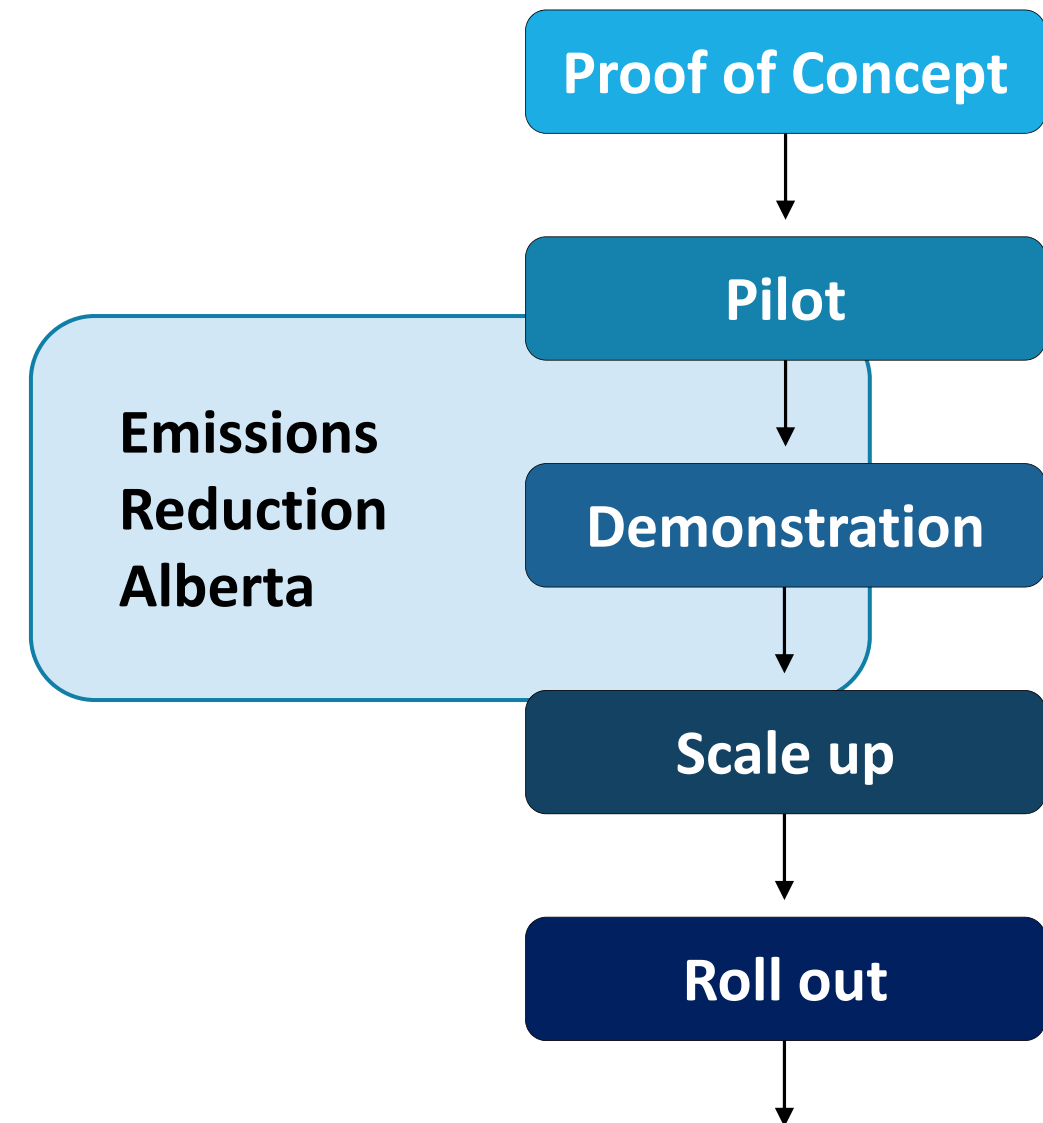 Proof of Concept
Pilot
Emissions
Reduction
Alberta
Demonstration
Scale up
Roll out